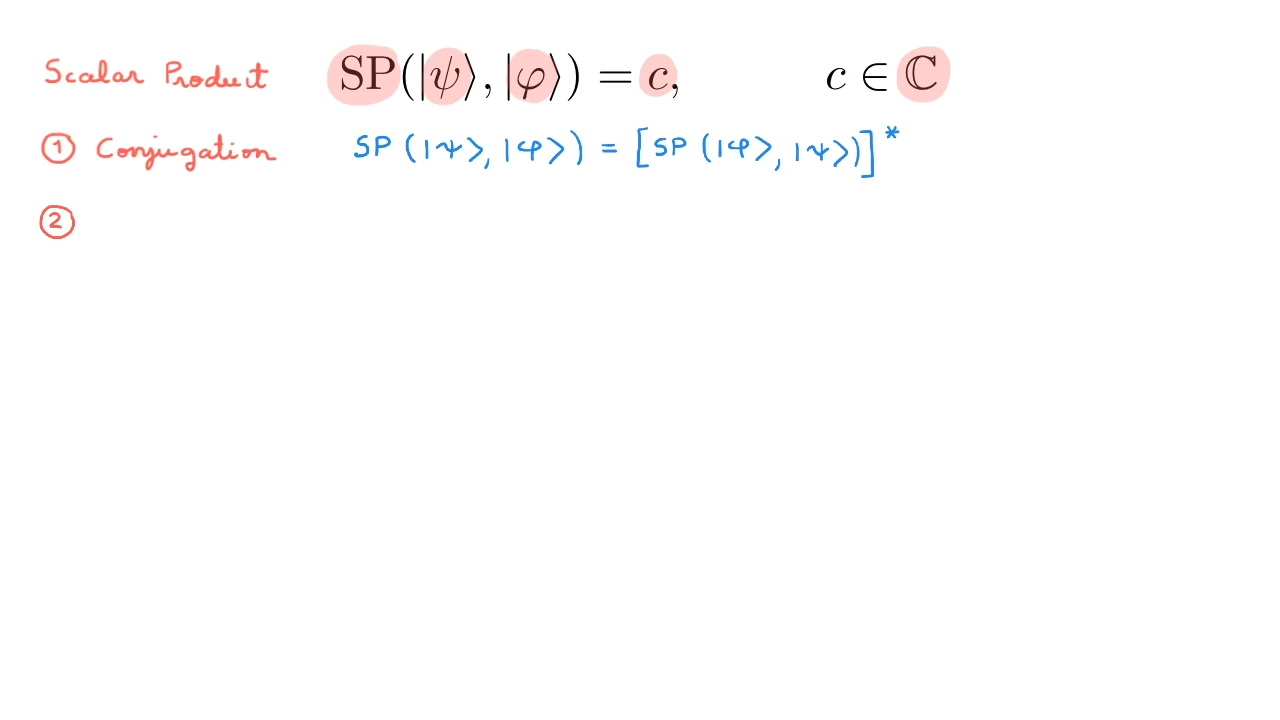 Scalar Product SP(|ψ⟩, |φ⟩) = c, c ∈ ℂ
① Conjugation SP (|ψ⟩, |φ⟩) = [SP (|φ⟩, |ψ⟩)]*
②